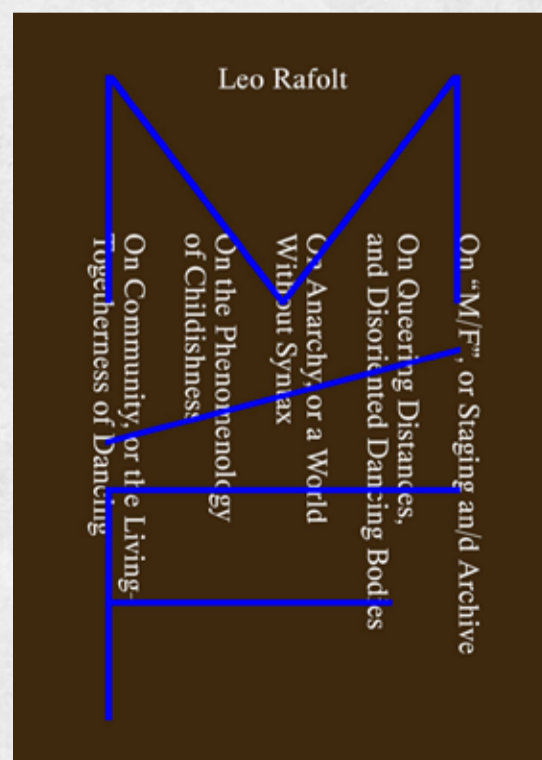 Leo Rafolt
M
/
F
On “M/F”, or Staging an/d Archive
On Queering Distances,
and Disoriented Dancing Bodies
On Anarchy, or a World
Without Syntax
On the Phenomenology
of Childishness
On Community, or the Living-
Togetherness of Dancing